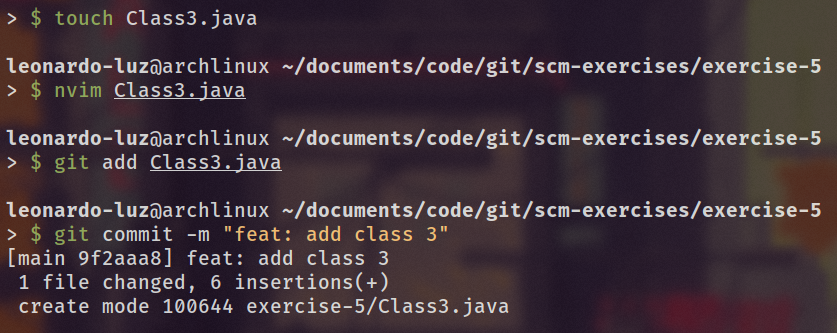 > $ touch Class3.java
leonardo-luz@archlinux ~/documents/code/git/scm-exercises/exercise-5
> $ nvim Class3.java
leonardo-luz@archlinux ~/documents/code/git/scm-exercises/exercise-5
> $ git add Class3.java
leonardo-luz@archlinux ~/documents/code/git/scm-exercises/exercise-5
> $ git commit -m "feat: add class 3"
[main 9f2aaa8] feat: add class 3
 1 file changed, 6 insertions(+)
 create mode 100644 exercise-5/Class3.java